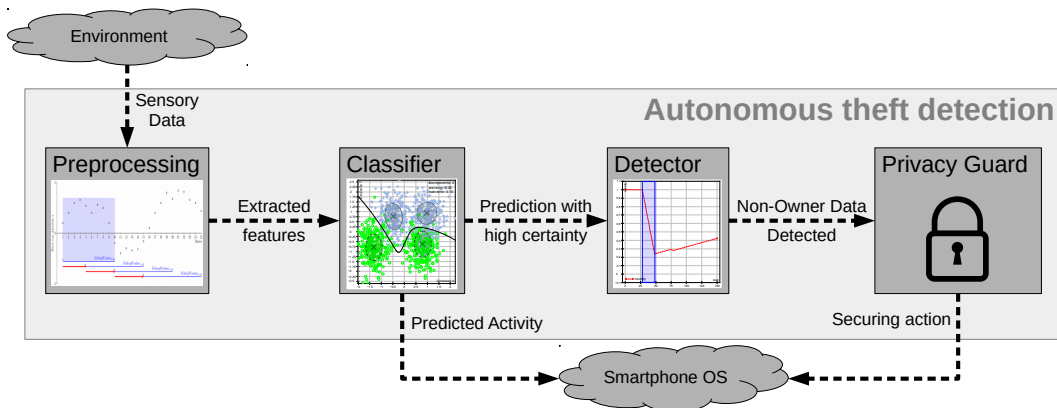 Environment
Sensory
Data
Autonomous theft detection
Preprocessing
Classifier
Detector
Privacy Guard
Extracted
features
Prediction with
high certainty
Non-Owner Data
Detected
Predicted Activity
Securing action
Smartphone OS